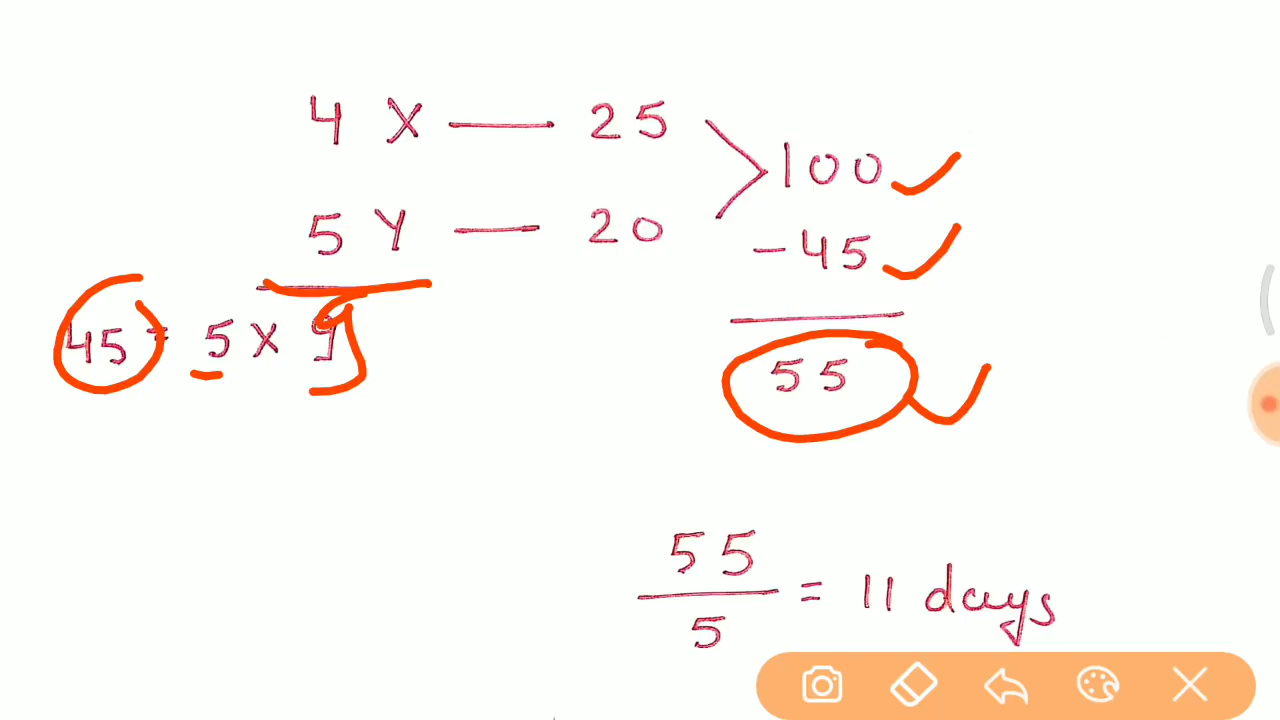 4 X — 25
100
5 Y — 20
-45
45 = 5 X 9
55
55
5
= 11 days